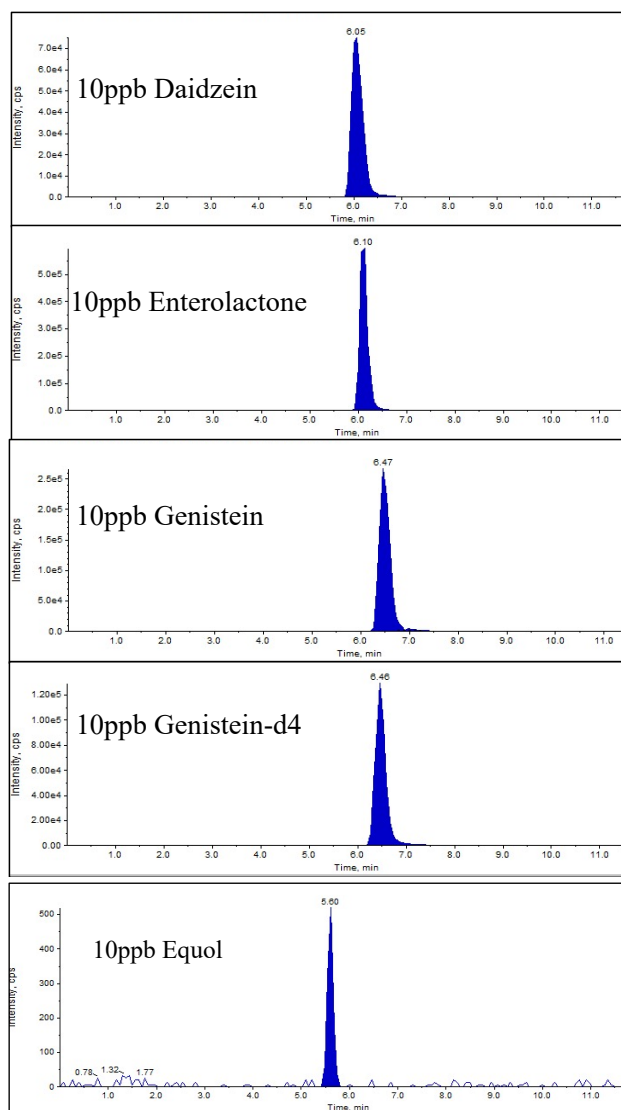 6.05
7.0e4
6.0e4
10ppb Daidzein
5.0e4
4.0e4
3.0e4
2.0e4
1.0e4
0.0
Intensity, cps
1.0 2.0 3.0 4.0 5.0 6.0 7.0 8.0 9.0 10.0 11.0
Time, min
6.10
5.0e5
10ppb Enterolactone
4.0e5
3.0e5
2.0e5
1.0e5
0.0
Intensity, cps
1.0 2.0 3.0 4.0 5.0 6.0 7.0 8.0 9.0 10.0 11.0
Time, min
6.47
2.5e5
10ppb Genistein
2.0e5
1.5e5
1.0e5
5.0e4
0.0
Intensity, cps
1.0 2.0 3.0 4.0 5.0 6.0 7.0 8.0 9.0 10.0 11.0
Time, min
6.46
1.20e5
10ppb Genistein-d4
1.00e5
8.00e4
6.00e4
4.00e4
2.00e4
0.00
Intensity, cps
1.0 2.0 3.0 4.0 5.0 6.0 7.0 8.0 9.0 10.0 11.0
Time, min
5.60
500
10ppb Equol
400
300
200
100
0
Intensity, cps
0.78 1.32 1.77
1.0 2.0 3.0 4.0 5.0 6.0 7.0 8.0 9.0 10.0 11.0
Time, min